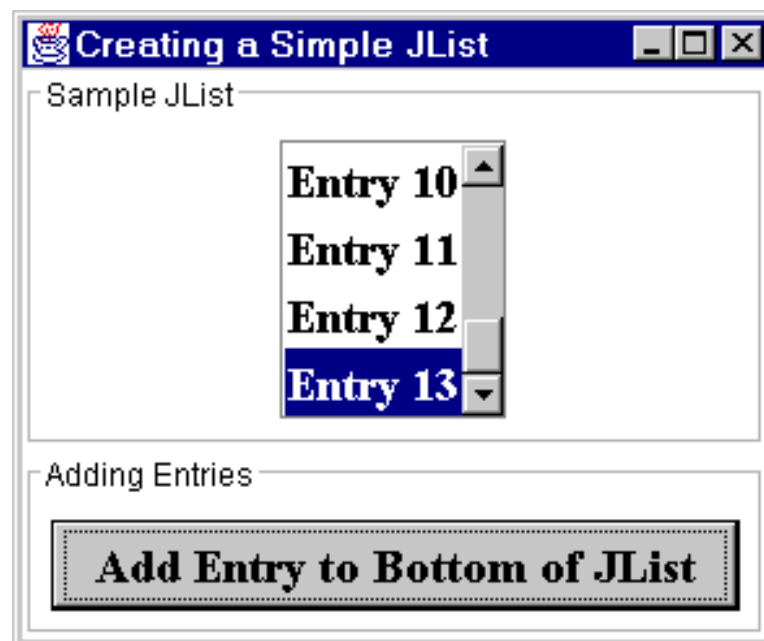 Creating a Simple JList
Sample JList
Entry 10
Entry 11
Entry 12
Entry 13
Adding Entries
Add Entry to Bottom of JList